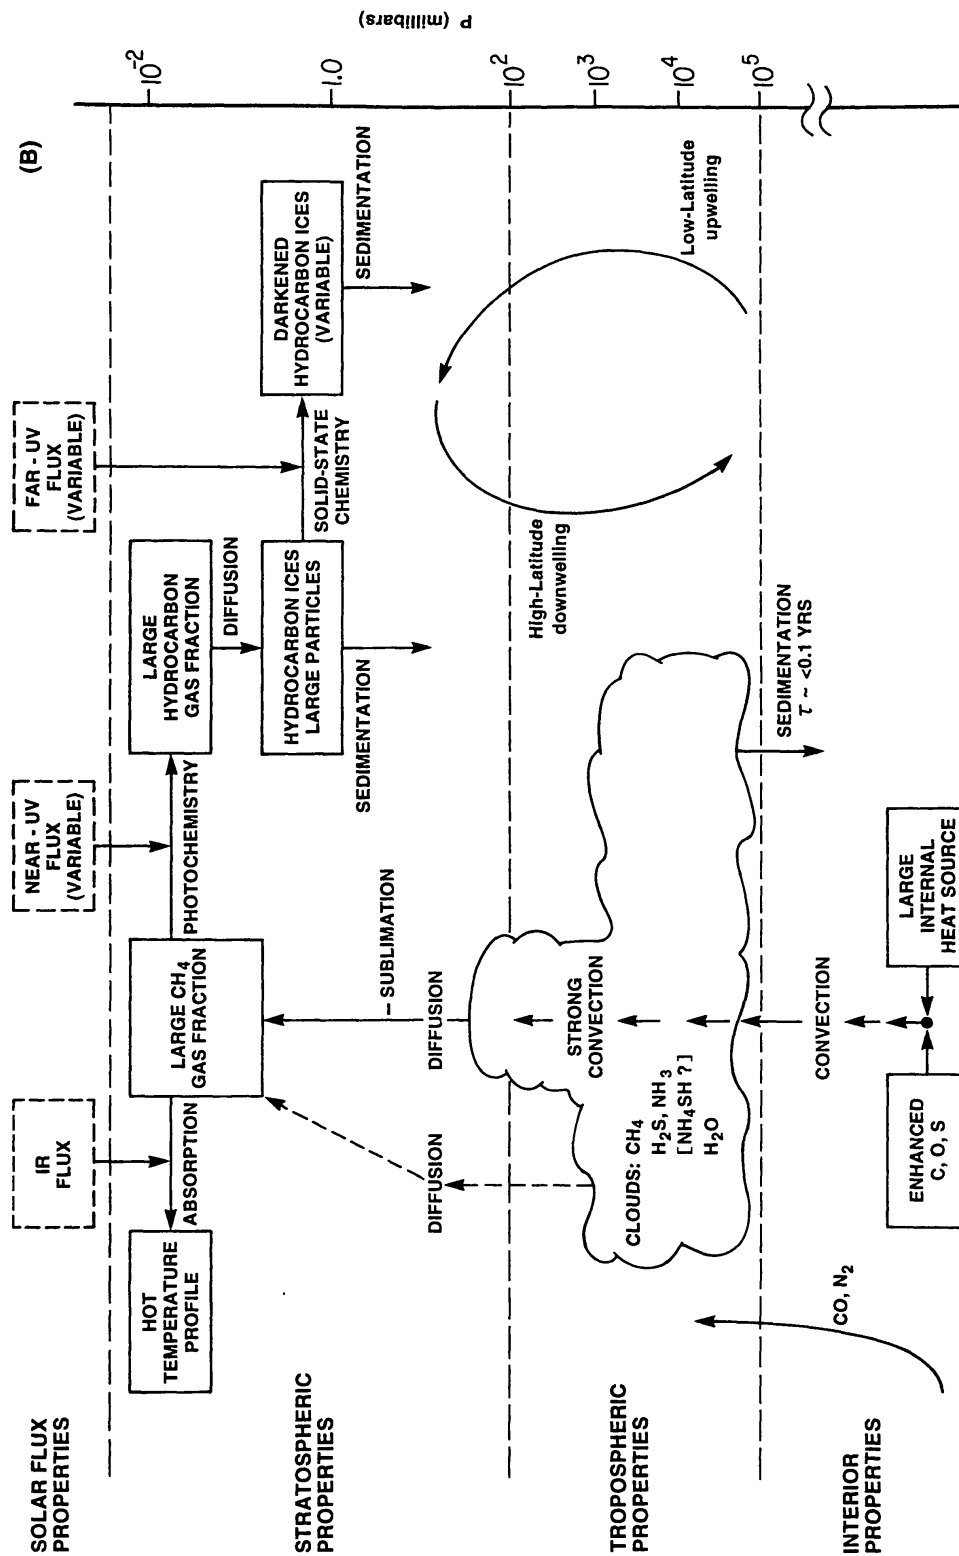 (B)
SOLAR FLUX
PROPERTIES
IR
FLUX
NEAR - UV
FLUX
(VARIABLE)
FAR - UV
FLUX
(VARIABLE)
STRATOSPHERIC
PROPERTIES
HOT
TEMPERATURE
PROFILE
ABSORPTION
LARGE CH₄
GAS FRACTION
PHOTOCHEMISTRY
LARGE
HYDROCARBON
GAS FRACTION
DIFFUSION
HYDROCARBON ICES
LARGE PARTICLES
SOLID-STATE
CHEMISTRY
DARKENED
HYDROCARBON ICES
(VARIABLE)
SEDIMENTATION
SEDIMENTATION
– SUBLIMATION
DIFFUSION
DIFFUSION
TROPOSPHERIC
PROPERTIES
CLOUDS: CH₄
H₂S, NH₃
[NH₄SH ?]
H₂O
STRONG
CONVECTION
High-Latitude
downwelling
Low-Latitude
upwelling
INTERIOR
PROPERTIES
CO, N₂
CONVECTION
SEDIMENTATION
τ ~ <0.1 YRS
ENHANCED
C, O, S
LARGE
INTERNAL
HEAT SOURCE
10⁻²
1.0
10²
10³
10⁴
10⁵
P (millibars)